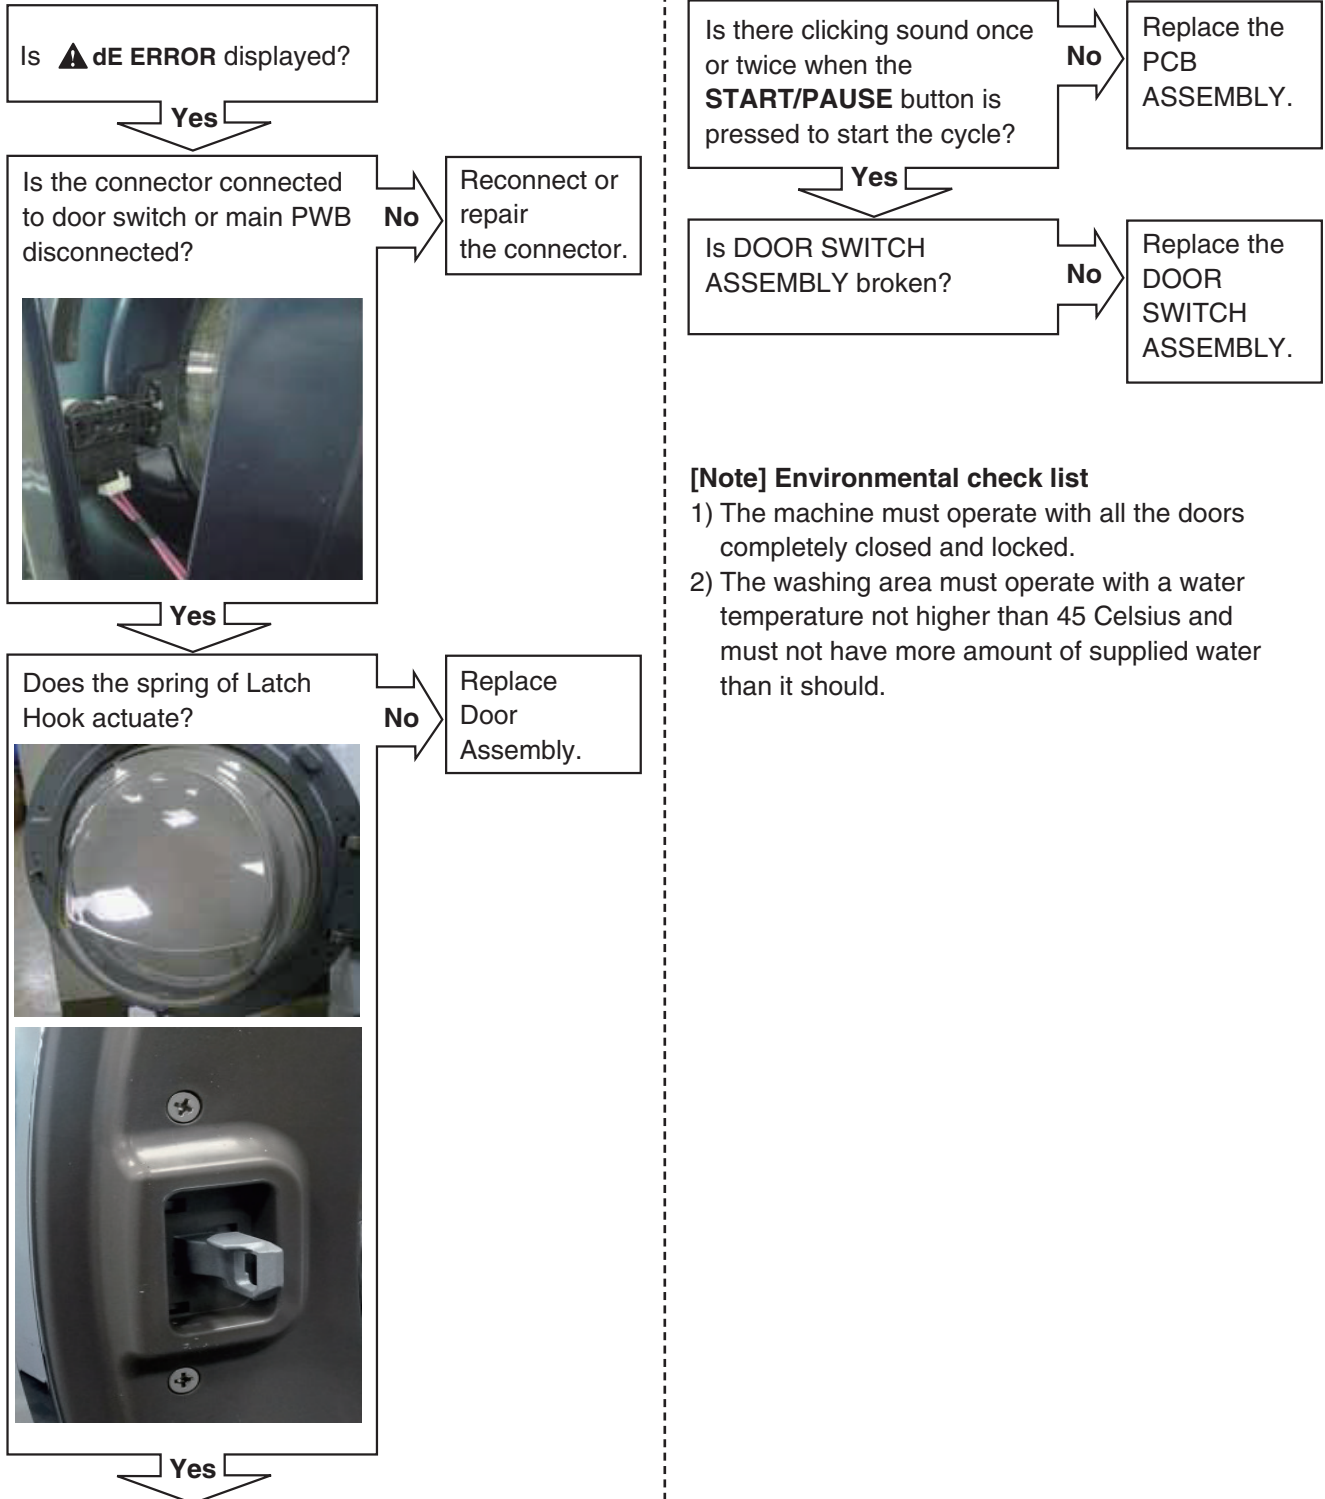 Is ⚠ dE ERROR displayed?
Yes
Is the connector connected
to door switch or main PWB
disconnected?
No
Reconnect or
repair
the connector.
Yes
Does the spring of Latch
Hook actuate?
No
Replace
Door
Assembly.
Yes
Is there clicking sound once
or twice when the
START/PAUSE button is
pressed to start the cycle?
No
Replace the
PCB
ASSEMBLY.
Yes
Is DOOR SWITCH
ASSEMBLY broken?
No
Replace the
DOOR
SWITCH
ASSEMBLY.
[Note] Environmental check list
1) The machine must operate with all the doors
completely closed and locked.
2) The washing area must operate with a water
temperature not higher than 45 Celsius and
must not have more amount of supplied water
than it should.